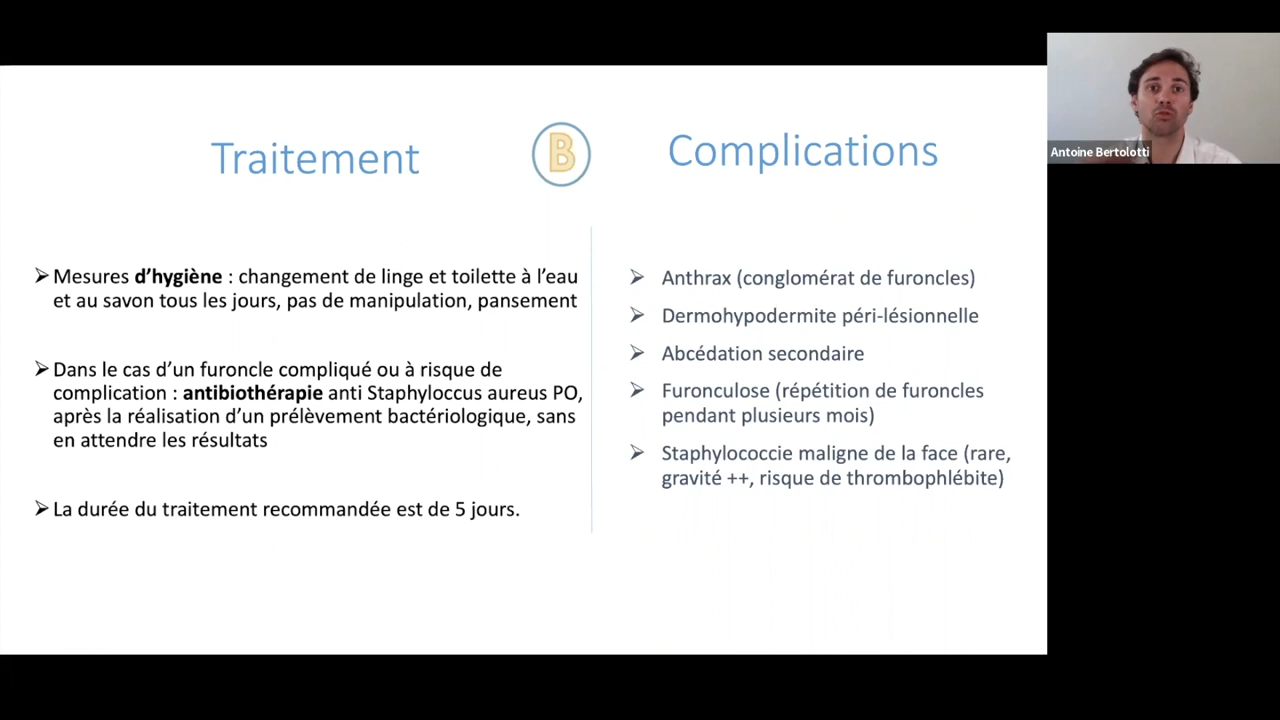 Traitement
B
Complications
➢ Mesures d’hygiène : changement de linge et toilette à l’eau
et au savon tous les jours, pas de manipulation, pansement
➢ Dans le cas d’un furoncle compliqué ou à risque de
complication : antibiothérapie anti Staphyloccus aureus PO,
après la réalisation d’un prélèvement bactériologique, sans
en attendre les résultats
➢ La durée du traitement recommandée est de 5 jours.
➢ Anthrax (conglomérat de furoncles)
➢ Dermohypodermite péri-lésionnelle
➢ Abcédation secondaire
➢ Furonculose (répétition de furoncles
pendant plusieurs mois)
➢ Staphylococcie maligne de la face (rare,
gravité ++, risque de thrombophlébite)
Antoine Bertolotti